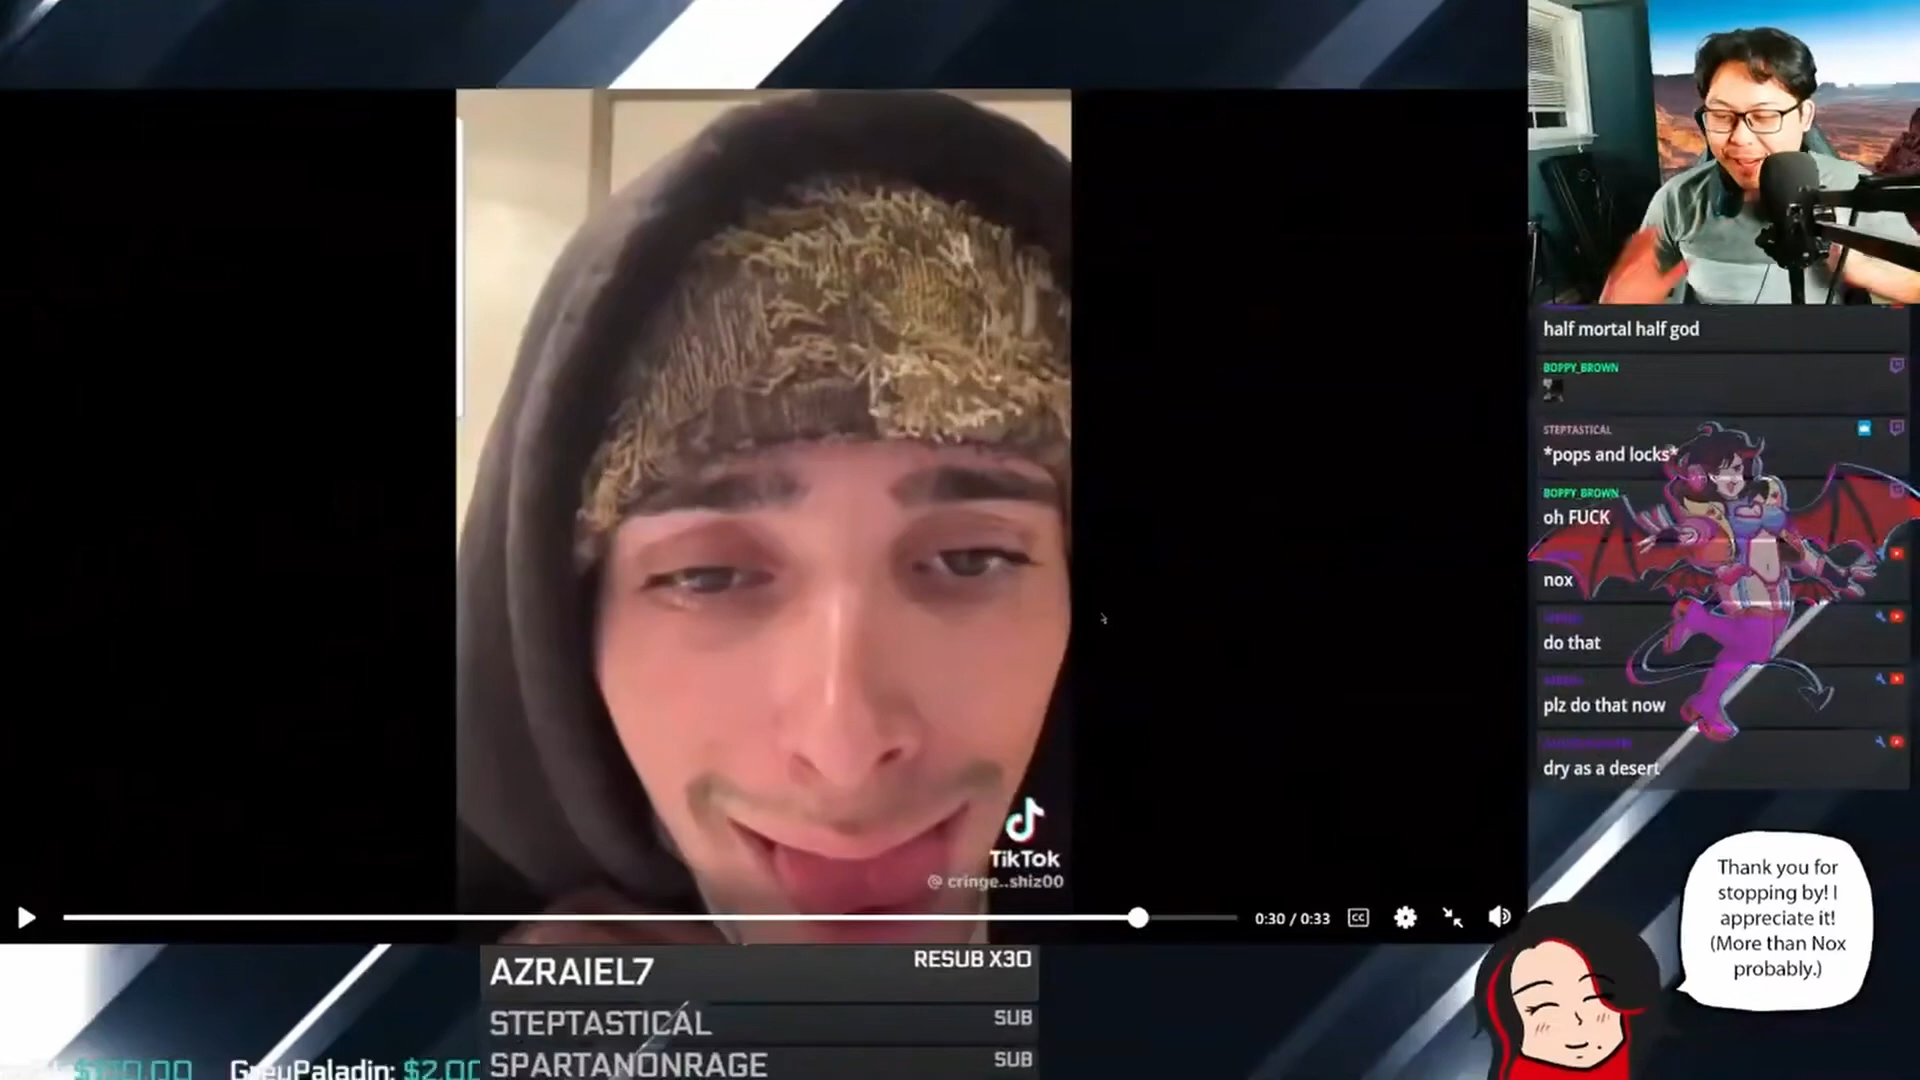 half mortal half god
BOPPY_BROWN
STEPTASTICAL
*pops and locks*
BOPPY_BROWN
oh FUCK
nox
do that
plz do that now
dry as a desert
TikTok
@ cringe..shiz00
0:30 / 0:33
CC
Thank you for
stopping by! I
appreciate it!
(More than Nox
probably.)
AZRAIEL7
RESUB X30
STEPTASTICAL
SUB
SPARTANONRAGE
SUB
GreyPaladin: $2.00